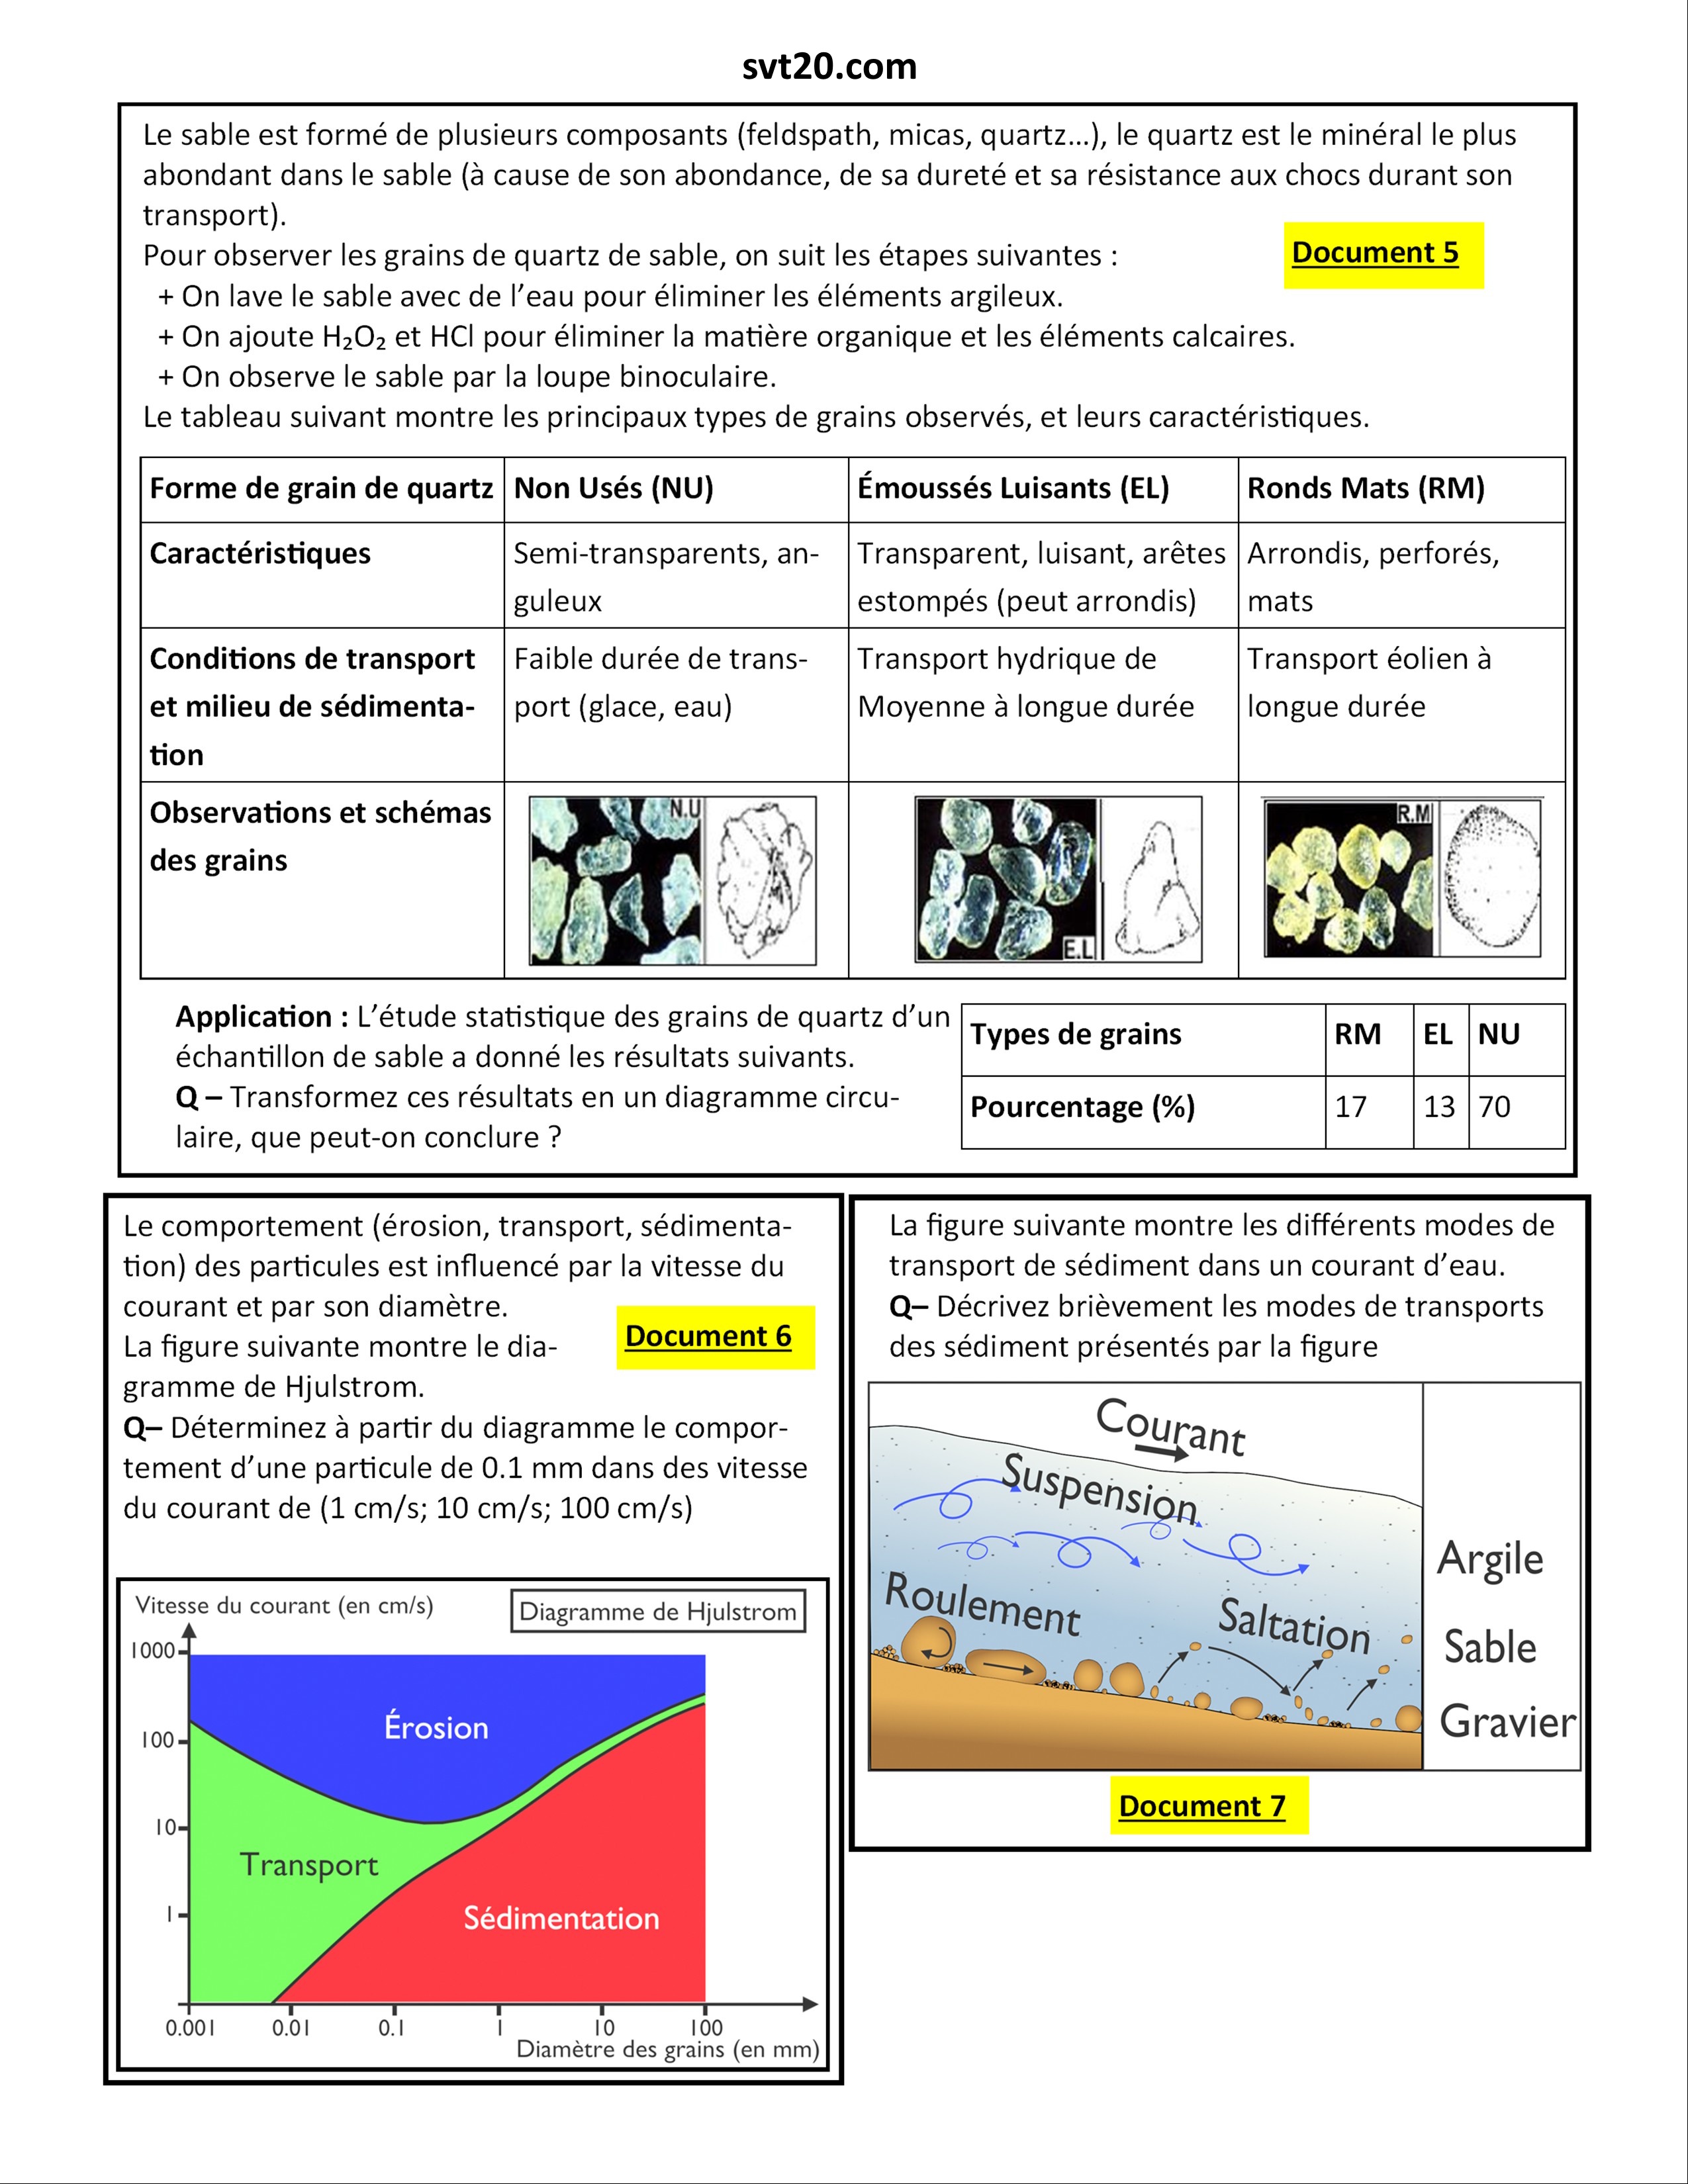 svt20.com
Le sable est formé de plusieurs composants (feldspath, micas, quartz…), le quartz est le minéral le plus
abondant dans le sable (à cause de son abondance, de sa dureté et sa résistance aux chocs durant son
transport).
Pour observer les grains de quartz de sable, on suit les étapes suivantes :
Document 5
+ On lave le sable avec de l’eau pour éliminer les éléments argileux.
+ On ajoute H₂O₂ et HCl pour éliminer la matière organique et les éléments calcaires.
+ On observe le sable par la loupe binoculaire.
Le tableau suivant montre les principaux types de grains observés, et leurs caractéristiques.
Forme de grain de quartz
Non Usés (NU)
Émoussés Luisants (EL)
Ronds Mats (RM)
Caractéristiques
Semi-transparents, an-
guleux
Transparent, luisant, arêtes
estompés (peut arrondis)
Arrondis, perforés,
mats
Conditions de transport
et milieu de sédimenta-
tion
Faible durée de trans-
port (glace, eau)
Transport hydrique de
Moyenne à longue durée
Transport éolien à
longue durée
Observations et schémas
des grains
N.U
E.L
R.M
Application : L’étude statistique des grains de quartz d’un
échantillon de sable a donné les résultats suivants.
Q – Transformez ces résultats en un diagramme circu-
laire, que peut-on conclure ?
Types de grains
RM
EL
NU
Pourcentage (%)
17
13
70
Le comportement (érosion, transport, sédimenta-
tion) des particules est influencé par la vitesse du
courant et par son diamètre.
La figure suivante montre le dia-
gramme de Hjulstrom.
Document 6
Q– Déterminez à partir du diagramme le compor-
tement d’une particule de 0.1 mm dans des vitesse
du courant de (1 cm/s; 10 cm/s; 100 cm/s)
Vitesse du courant (en cm/s)
Diagramme de Hjulstrom
1000
100
10
1
Érosion
Transport
Sédimentation
0.001
0.01
0.1
1
10
100
Diamètre des grains (en mm)
La figure suivante montre les différents modes de
transport de sédiment dans un courant d’eau.
Q– Décrivez brièvement les modes de transports
des sédiment présentés par la figure
Courant
Suspension
Roulement
Saltation
Argile
Sable
Gravier
Document 7